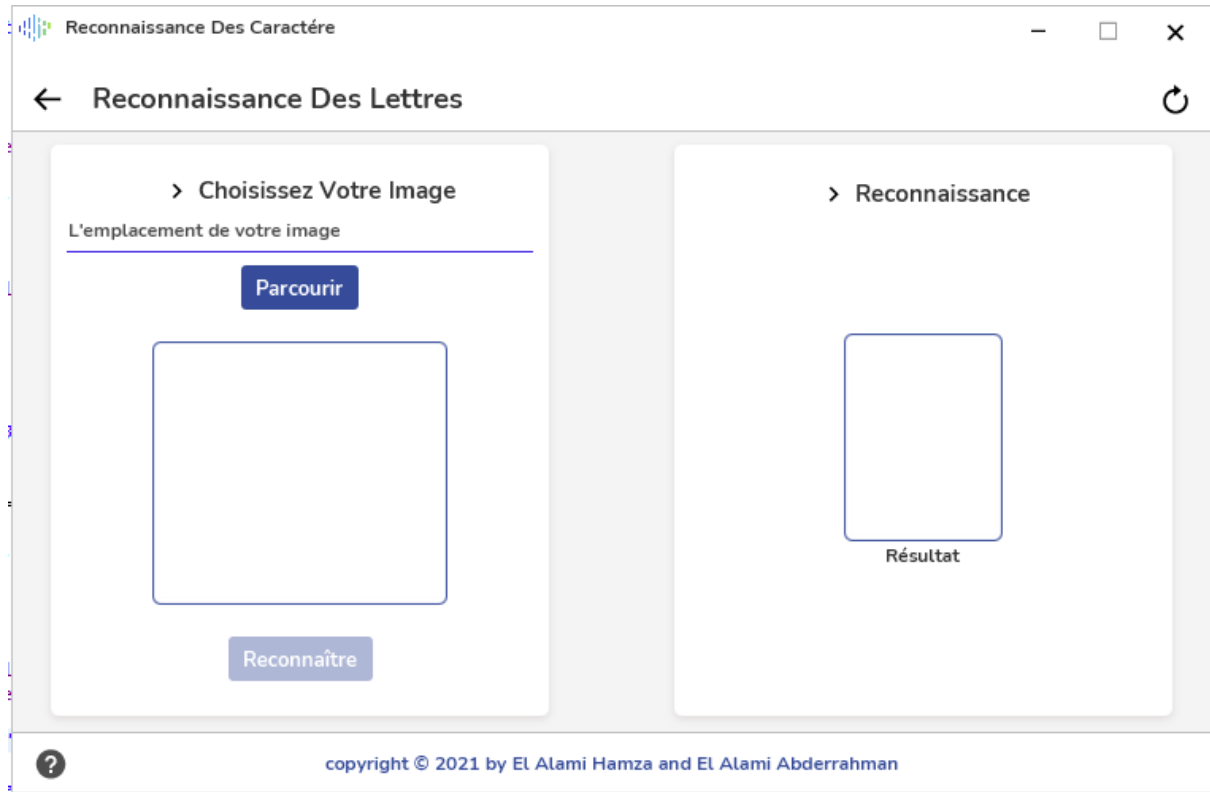 Reconnaissance Des Caractére
Reconnaissance Des Lettres
Choisissez Votre Image
L'emplacement de votre image
Parcourir
Reconnaître
Reconnaissance
Résultat
copyright © 2021 by El Alami Hamza and EL Alami Abderrahman